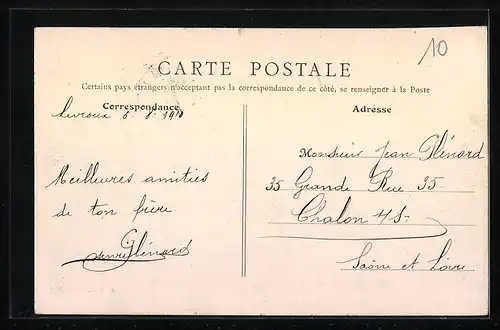 10
CARTE POSTALE
Certains pays étrangers n'acceptant pas la correspondance de ce côté, se renseigner à la Poste
Correspondance
Levroux 5. 8. 1910
Meilleures amitiés
de ton frère
Henri Glénard
Adresse
Monsieur Jean Glénard
35 Grande Rue 35
Chalon s/S-
Saône et Loire